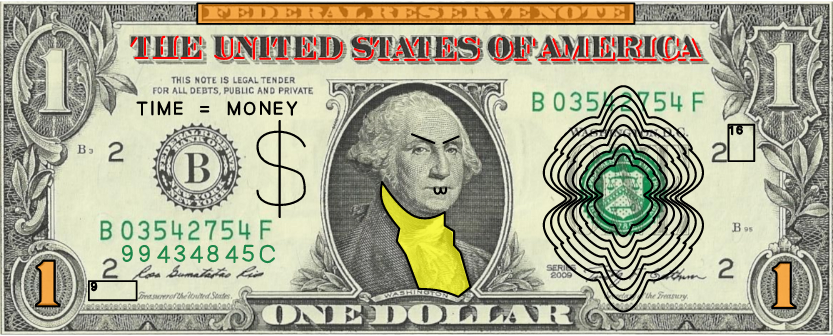 FEDERAL RESERVE NOTE
THE UNITED STATES OF AMERICA
1
1
THIS NOTE IS LEGAL TENDER
FOR ALL DEBTS, PUBLIC AND PRIVATE
TIME = MONEY
B 03542754 F
WASHINGTON, D.C.
B3
2
B
$
2
16
B 03542754 F
B 95
99434845C
2
SERIES
2009
2
9
1
1
Treasurer of the United States.
WASHINGTON
Secretary of the Treasury.
ONE DOLLAR